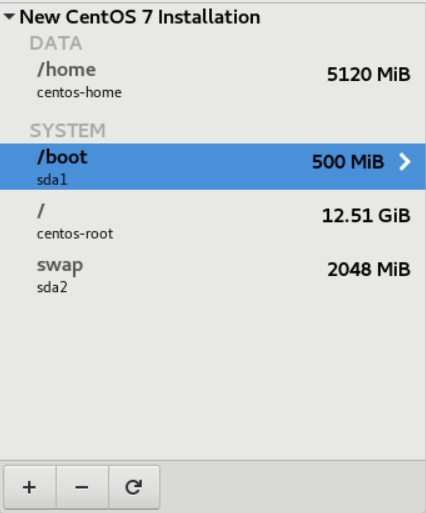 New CentOS 7 Installation
DATA
/home 5120 MiB
centos-home
SYSTEM
/boot 500 MiB
sda1
/ 12.51 GiB
centos-root
swap 2048 MiB
sda2
+ −